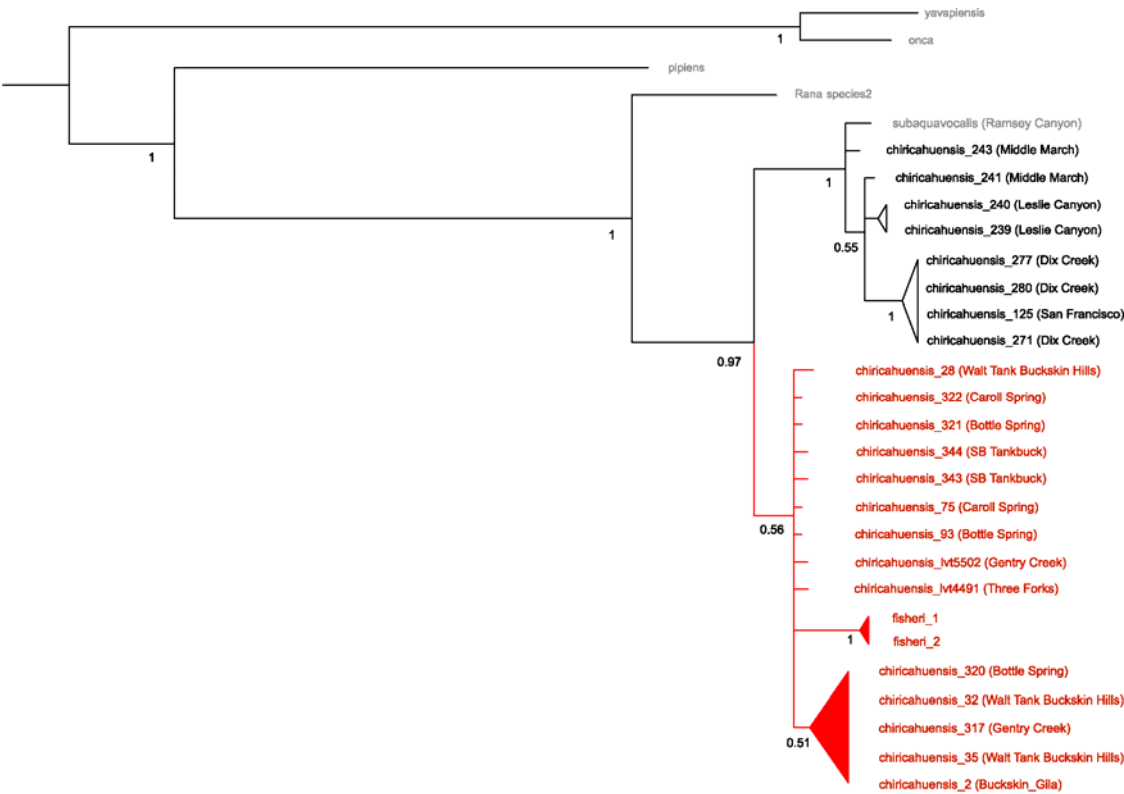 yavapiensis
1
onca
pipiens
Rana species2
1
subaquavocalis (Ramsey Canyon)
chiricahuensis_243 (Middle March)
1
chiricahuensis_241 (Middle March)
chiricahuensis_240 (Leslie Canyon)
chiricahuensis_239 (Leslie Canyon)
1
0.55
chiricahuensis_277 (Dix Creek)
chiricahuensis_280 (Dix Creek)
chiricahuensis_125 (San Francisco)
1
chiricahuensis_271 (Dix Creek)
0.97
chiricahuensis_28 (Walt Tank Buckskin Hills)
chiricahuensis_322 (Caroll Spring)
chiricahuensis_321 (Bottle Spring)
chiricahuensis_344 (SB Tankbuck)
chiricahuensis_343 (SB Tankbuck)
chiricahuensis_75 (Caroll Spring)
0.56
chiricahuensis_93 (Bottle Spring)
chiricahuensis_lvt5502 (Gentry Creek)
chiricahuensis_lvt4491 (Three Forks)
fisheri_1
1
fisheri_2
chiricahuensis_320 (Bottle Spring)
chiricahuensis_32 (Walt Tank Buckskin Hills)
chiricahuensis_317 (Gentry Creek)
0.51
chiricahuensis_35 (Walt Tank Buckskin Hills)
chiricahuensis_2 (Buckskin_Gila)